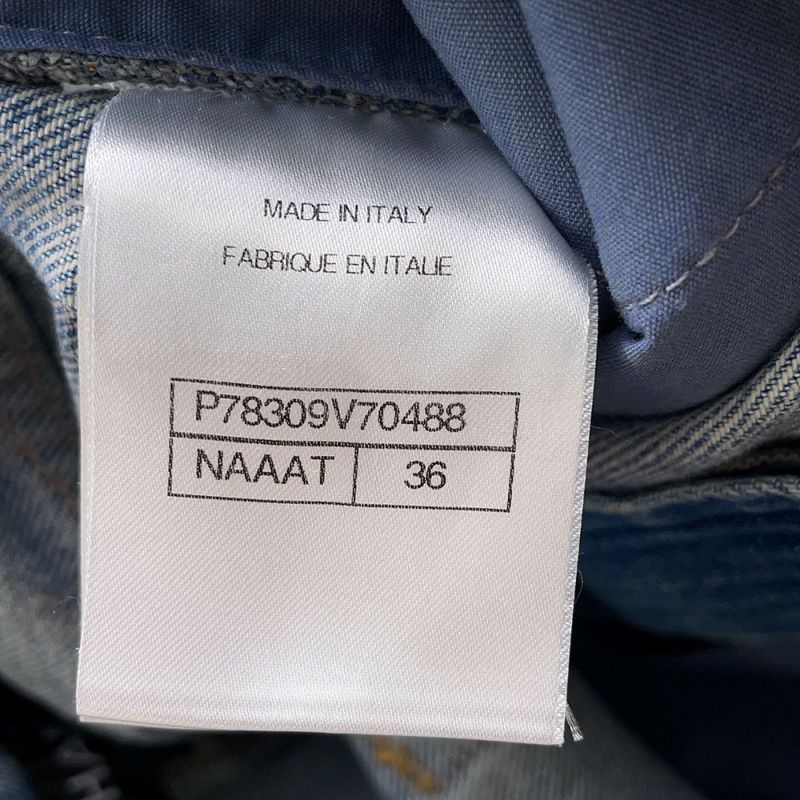 MADE IN ITALY
FABRIQUE EN ITALIE
P78309V70488
NAAAT 36